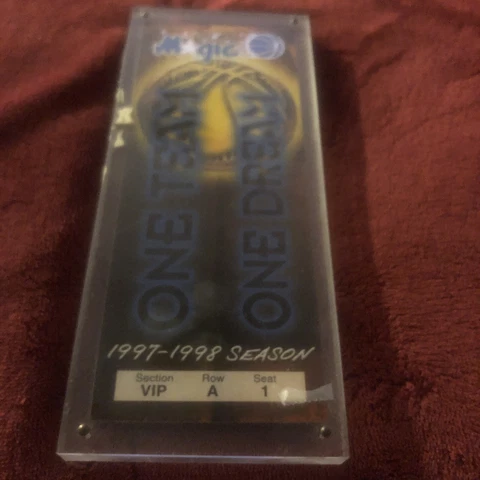 Magic
ONE TEAM
ONE DREAM
1997-1998 SEASON
Section Row Seat
VIP A 1